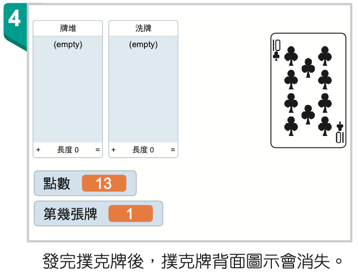 4
牌堆 洗牌
(empty) (empty)
+ 長度 0 = + 長度 0 =
點數 13
第幾張牌 1
10
10
發完撲克牌後，撲克牌背面圖示會消失。